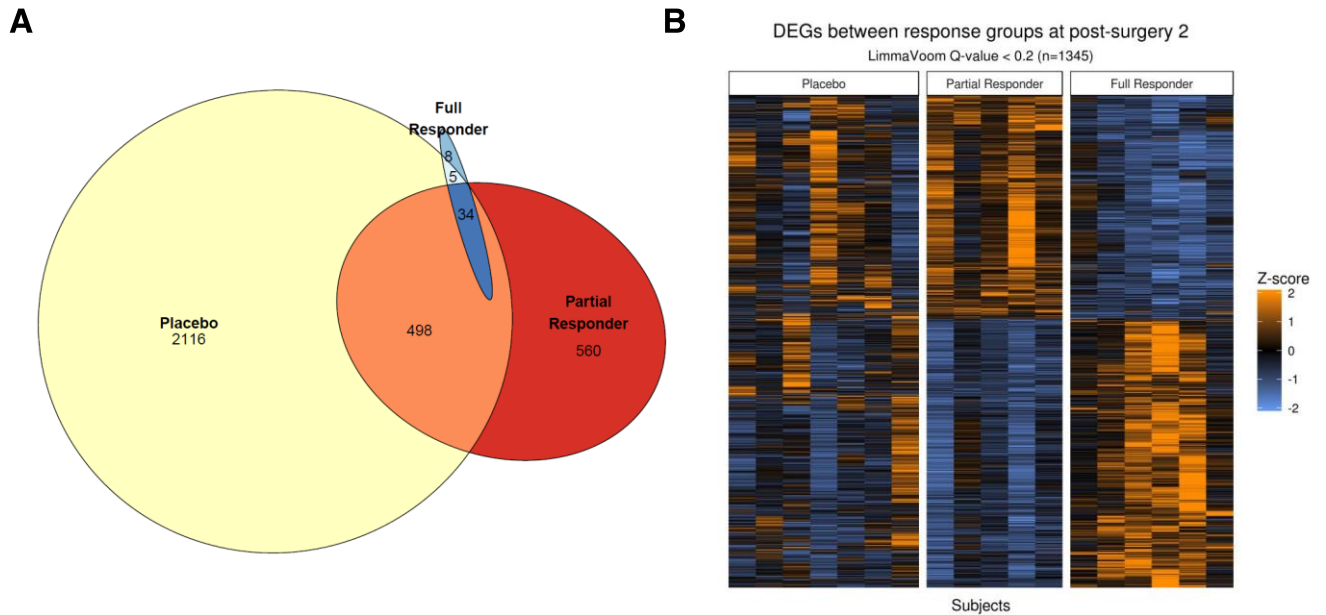 A
Full
Responder
8
5
34
Placebo
2116
498
Partial
Responder
560
B
DEGs between response groups at post-surgery 2
LimmaVoom Q-value < 0.2 (n=1345)
Placebo
Partial Responder
Full Responder
Z-score
2
1
0
-1
-2
Subjects